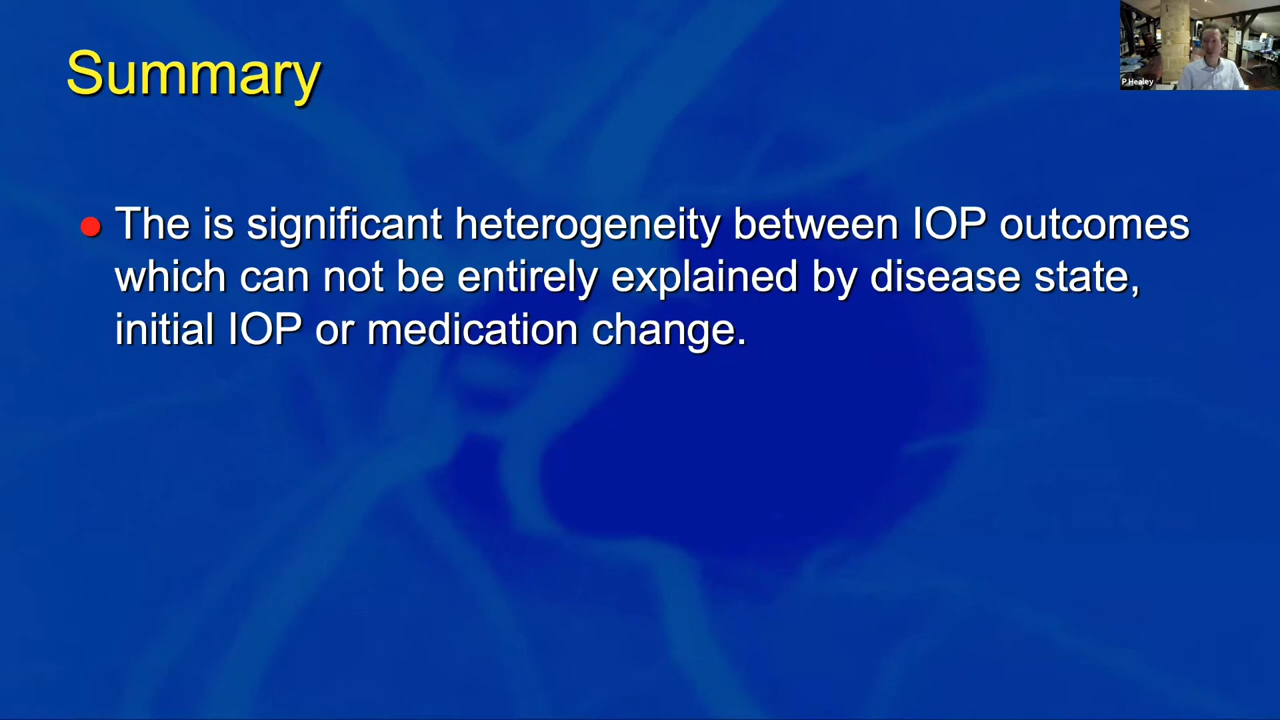 Summary
P Healey
The is significant heterogeneity between IOP outcomes
which can not be entirely explained by disease state,
initial IOP or medication change.